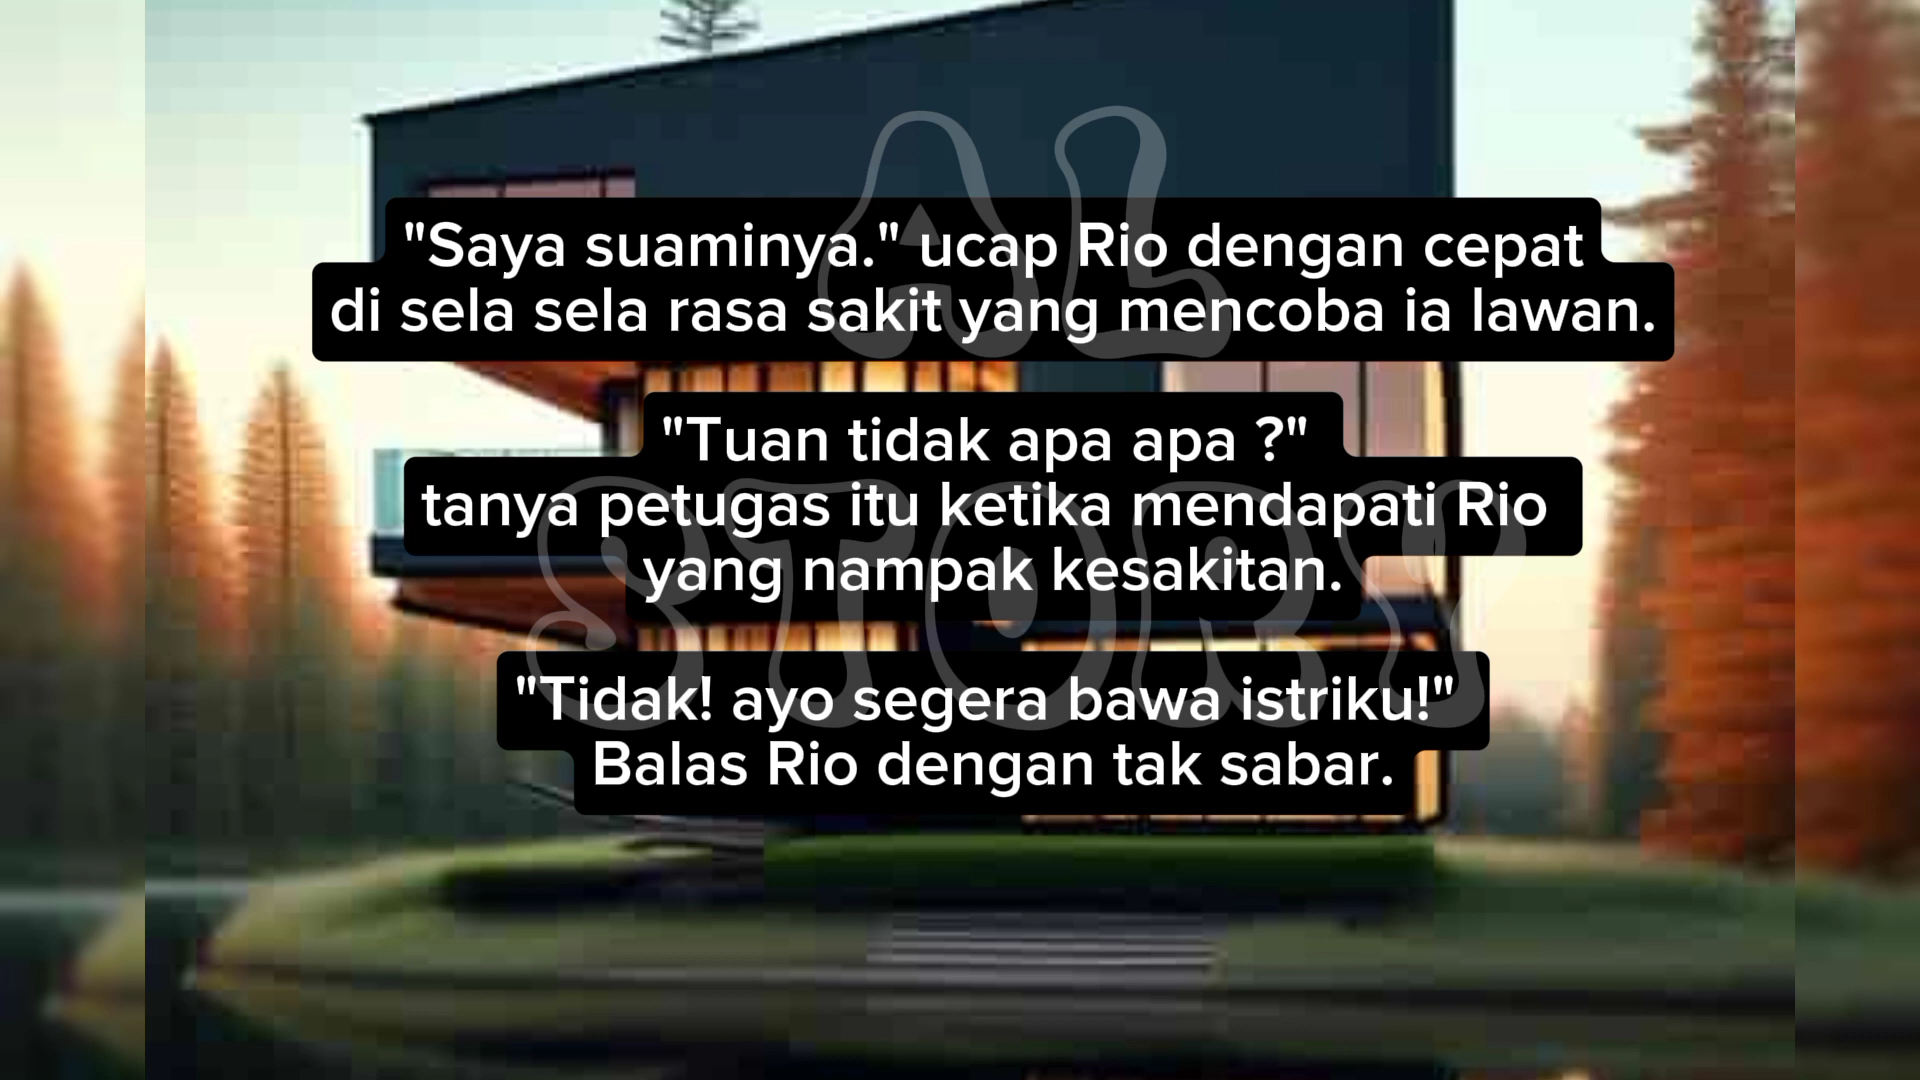 "Saya suaminya." ucap Rio dengan cepat
di sela sela rasa sakit yang mencoba ia lawan.
"Tuan tidak apa apa ?"
tanya petugas itu ketika mendapati Rio
yang nampak kesakitan.
"Tidak! ayo segera bawa istriku!"
Balas Rio dengan tak sabar.
AL
STORY